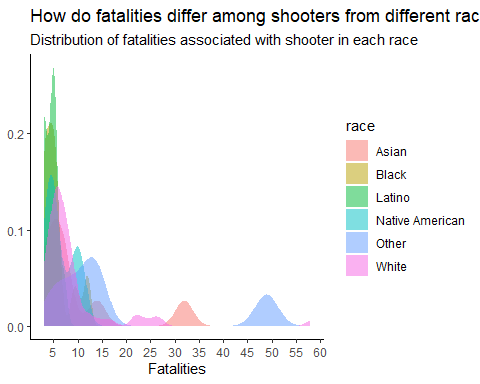 How do fatalities differ among shooters from different rac
Distribution of fatalities associated with shooter in each race
0.2
0.1
0.0
5 10 15 20 25 30 35 40 45 50 55 60
Fatalities
race
Asian
Black
Latino
Native American
Other
White